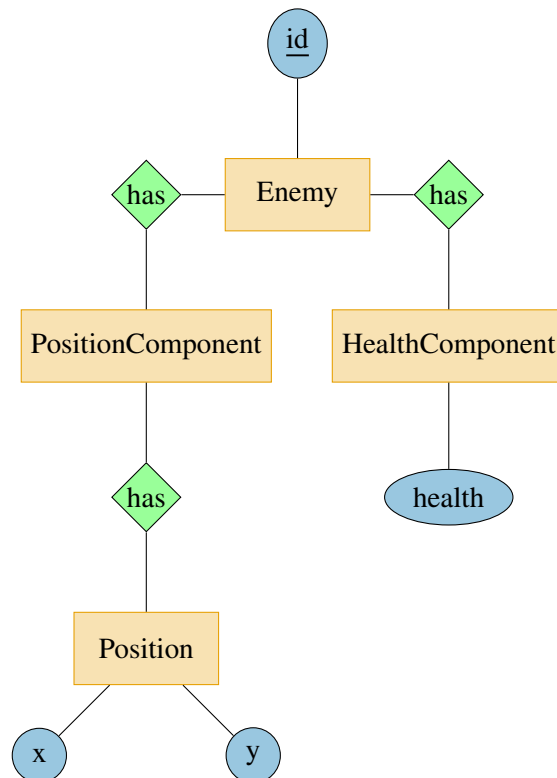 id
has
Enemy
has
PositionComponent
HealthComponent
has
health
Position
x
y